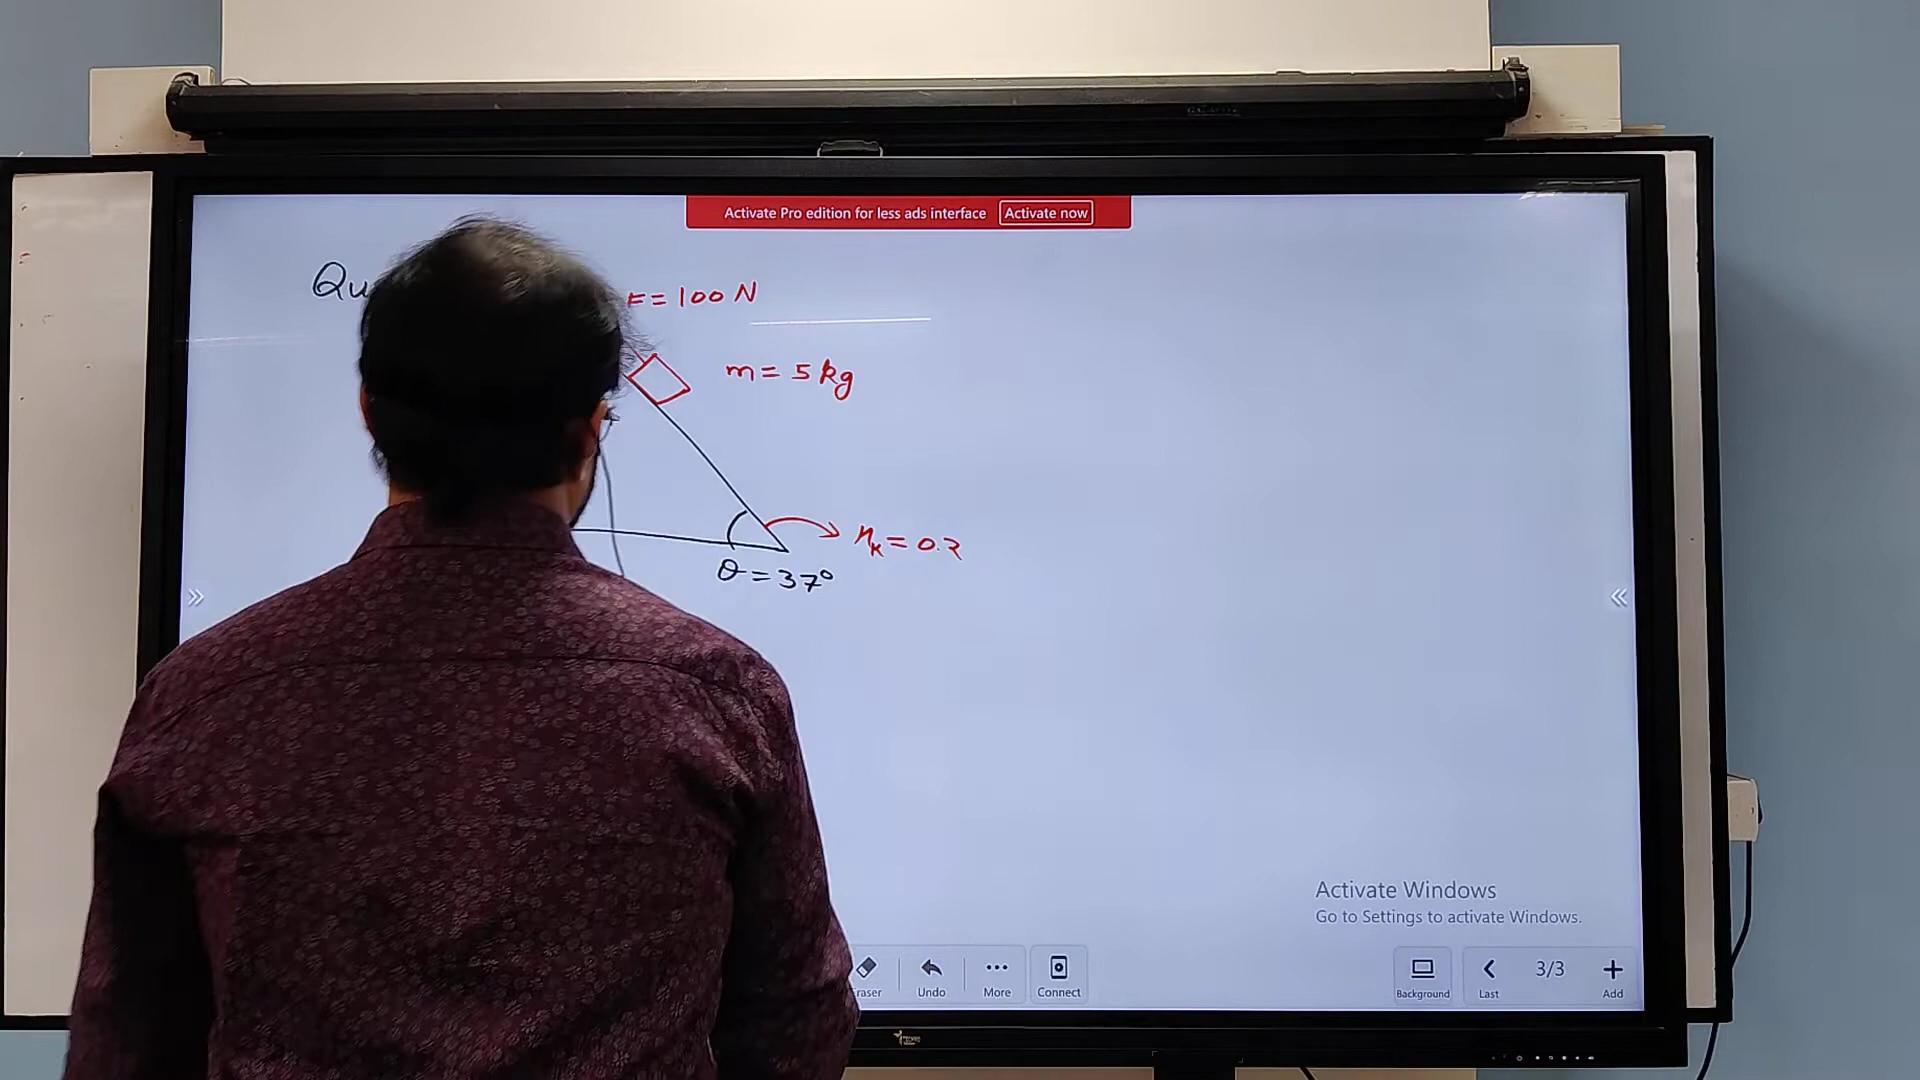 Activate Pro edition for less ads interface Activate now
F = 100 N
m = 5 kg
μk = 0.2
θ = 37°
Activate Windows
Go to Settings to activate Windows.
Undo
More
Connect
Background
Last
3/3
Add